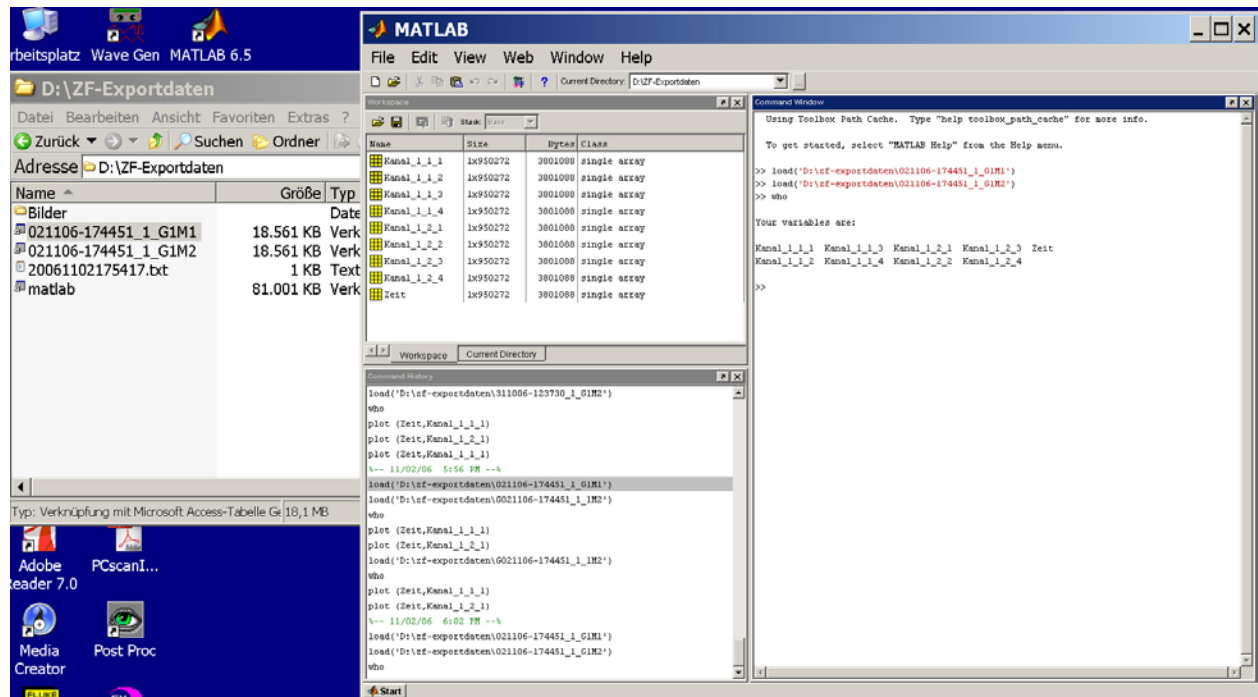 rbeitsplatz Wave Gen MATLAB 6.5
D:\ZF-Exportdaten
Datei Bearbeiten Ansicht Favoriten Extras ?
Zurück Suchen Ordner
Adresse D:\ZF-Exportdaten
Name Größe Typ
Bilder Date
021106-174451_1_G1M1 18.561 KB Verk
021106-174451_1_G1M2 18.561 KB Verk
20061102175417.txt 1 KB Text
matlab 81.001 KB Verk
Typ: Verknüpfung mit Microsoft Access-Tabelle Ge 18,1 MB
Adobe
Reader 7.0
PCscanI...
Media
Creator
Post Proc
FLUKE
MATLAB
File Edit View Web Window Help
? Current Directory: D:\ZF-Exportdaten
Workspace
Stack: Base
Name Size Bytes Class
Kanal_1_1_1 1x950272 3801088 single array
Kanal_1_1_2 1x950272 3801088 single array
Kanal_1_1_3 1x950272 3801088 single array
Kanal_1_1_4 1x950272 3801088 single array
Kanal_1_2_1 1x950272 3801088 single array
Kanal_1_2_2 1x950272 3801088 single array
Kanal_1_2_3 1x950272 3801088 single array
Kanal_1_2_4 1x950272 3801088 single array
Zeit 1x950272 3801088 single array
Workspace Current Directory
Command History
load('D:\zf-exportdaten\311006-123730_1_G1M2')
who
plot (Zeit,Kanal_1_1_1)
plot (Zeit,Kanal_1_2_1)
plot (Zeit,Kanal_1_1_1)
%-- 11/02/06 5:56 PM --%
load('D:\zf-exportdaten\021106-174451_1_G1M1')
load('D:\zf-exportdaten\G021106-174451_1_1M2')
who
plot (Zeit,Kanal_1_1_1)
plot (Zeit,Kanal_1_2_1)
load('D:\zf-exportdaten\G021106-174451_1_1M2')
who
plot (Zeit,Kanal_1_1_1)
plot (Zeit,Kanal_1_2_1)
%-- 11/02/06 6:02 PM --%
load('D:\zf-exportdaten\021106-174451_1_G1M1')
load('D:\zf-exportdaten\021106-174451_1_G1M2')
who
Start
Command Window
Using Toolbox Path Cache. Type "help toolbox_path_cache" for more info.
To get started, select "MATLAB Help" from the Help menu.
>> load('D:\zf-exportdaten\021106-174451_1_G1M1')
>> load('D:\zf-exportdaten\021106-174451_1_G1M2')
>> who
Your variables are:
Kanal_1_1_1 Kanal_1_1_3 Kanal_1_2_1 Kanal_1_2_3 Zeit
Kanal_1_1_2 Kanal_1_1_4 Kanal_1_2_2 Kanal_1_2_4
>>